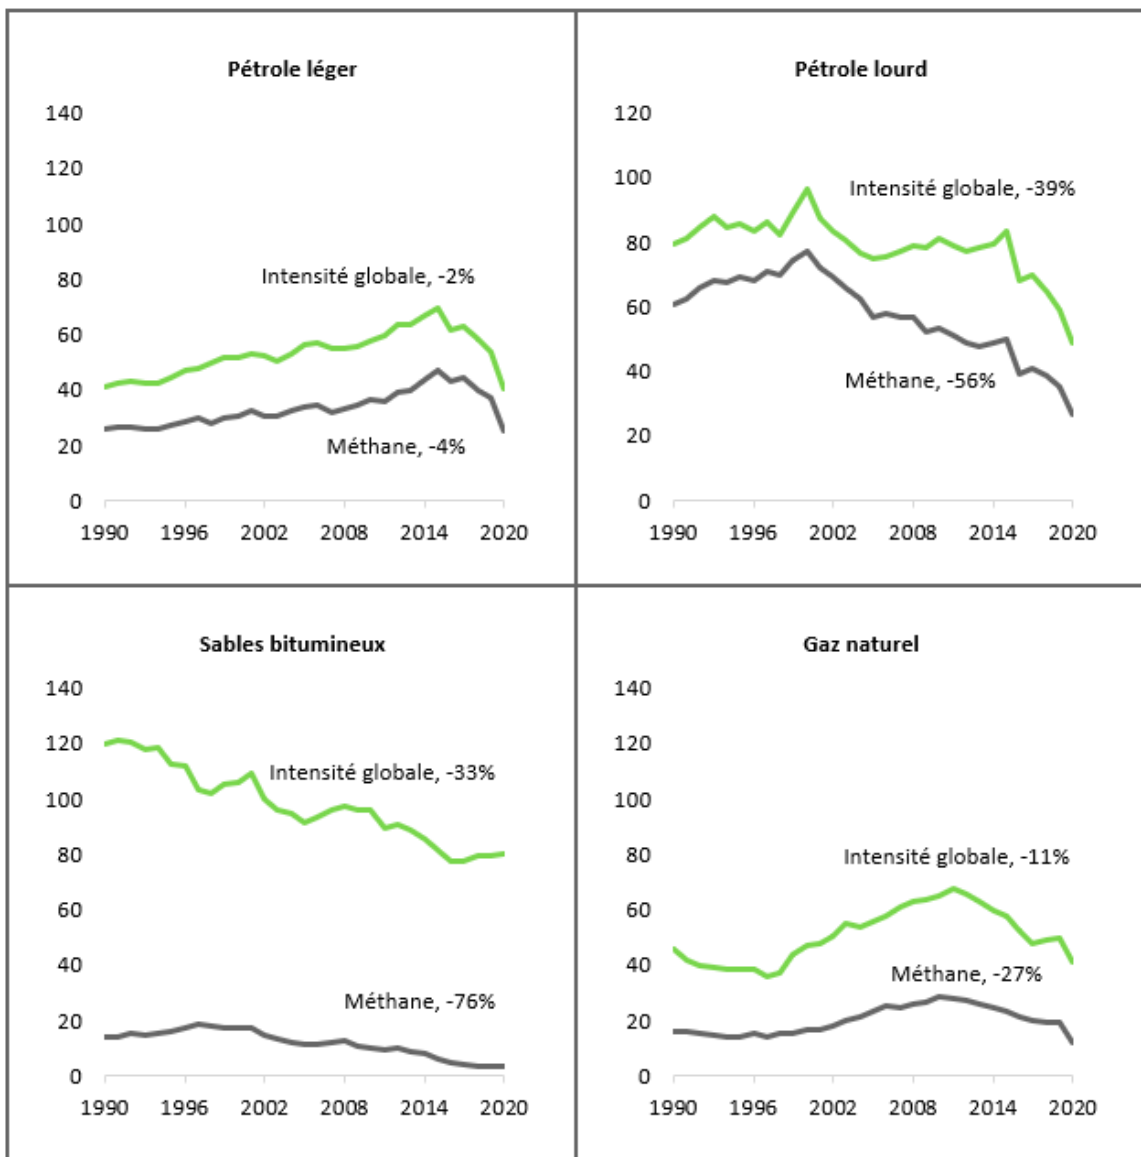 Pétrole léger
140
120
100
80
60
40
20
0
Intensité globale, -2%
Méthane, -4%
1990 1996 2002 2008 2014 2020
Pétrole lourd
120
100
80
60
40
20
0
Intensité globale, -39%
Méthane, -56%
1990 1996 2002 2008 2014 2020
Sables bitumineux
140
120
100
80
60
40
20
0
Intensité globale, -33%
Méthane, -76%
1990 1996 2002 2008 2014 2020
Gaz naturel
140
120
100
80
60
40
20
0
Intensité globale, -11%
Méthane, -27%
1990 1996 2002 2008 2014 2020